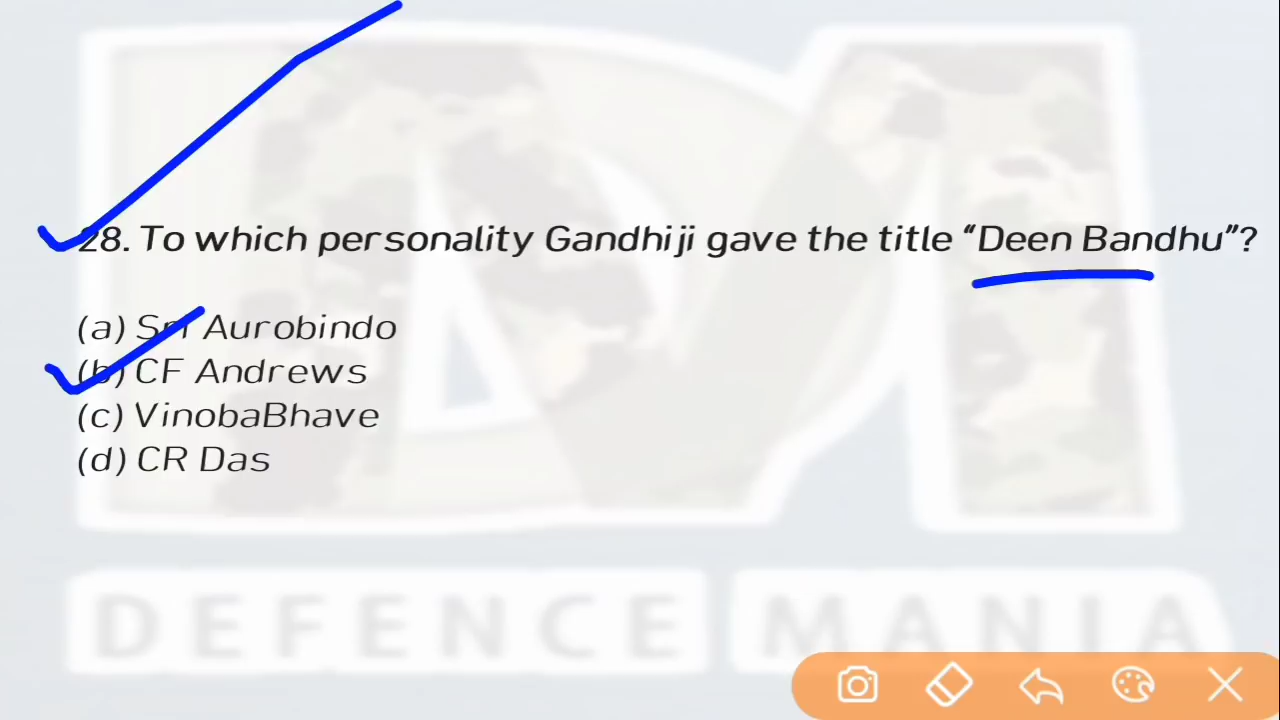 28. To which personality Gandhiji gave the title “Deen Bandhu”?
(a) Sri Aurobindo
(b) CF Andrews
(c) VinobaBhave
(d) CR Das
DEFENCE MANIA